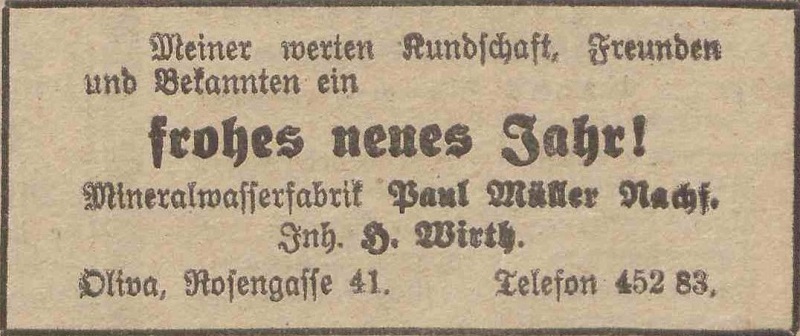 Meiner werten Kundschaft, Freunden
und Bekannten ein
frohes neues Jahr!
Mineralwasserfabrik Paul Müller Nachf.
Inh. H. Wirth.
Oliva, Rosengasse 41. Telefon 452 83.